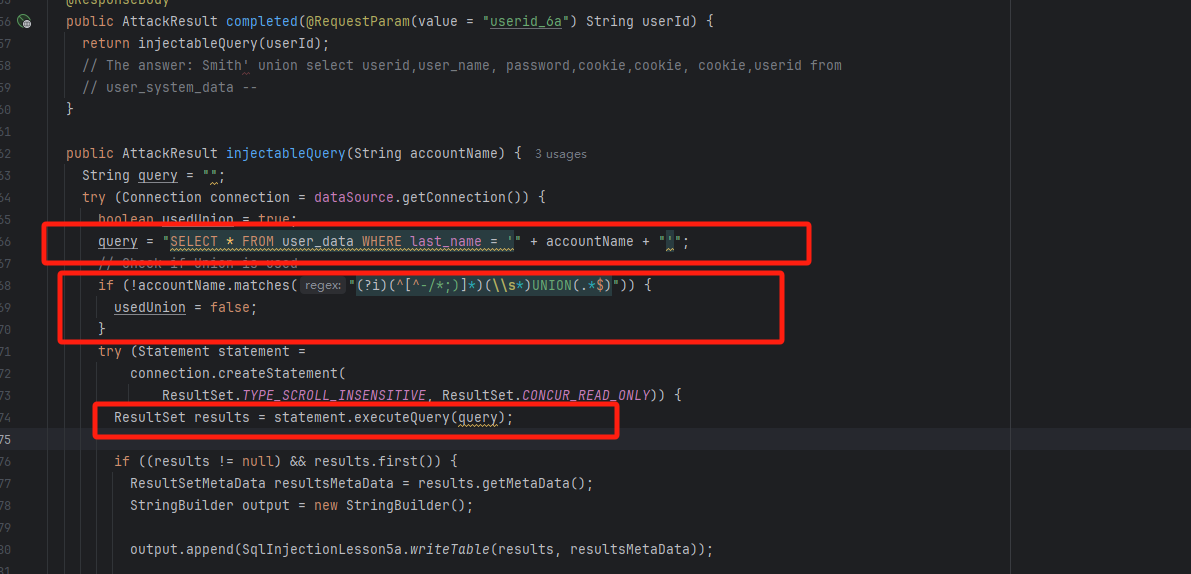 55 @ResponseBody
56 public AttackResult completed(@RequestParam(value = "userid_6a") String userId) {
57 return injectableQuery(userId);
58 // The answer: Smith' union select userid,user_name, password,cookie,cookie, cookie,userid from
59 // user_system_data --
60 }
61
62 public AttackResult injectableQuery(String accountName) { 3 usages
63 String query = "";
64 try (Connection connection = dataSource.getConnection()) {
65 boolean usedUnion = true;
66 query = "SELECT * FROM user_data WHERE last_name = '" + accountName + "'";
67 // Check if Union is used
68 if (!accountName.matches( regex: "(?i)(^[^-/*;)]*)(\\s*)UNION(.*$)")) {
69 usedUnion = false;
70 }
71 try (Statement statement =
72 connection.createStatement(
73 ResultSet.TYPE_SCROLL_INSENSITIVE, ResultSet.CONCUR_READ_ONLY)) {
74 ResultSet results = statement.executeQuery(query);
75
76 if ((results != null) && results.first()) {
77 ResultSetMetaData resultsMetaData = results.getMetaData();
78 StringBuilder output = new StringBuilder();
79
80 output.append(SqlInjectionLesson5a.writeTable(results, resultsMetaData));
81